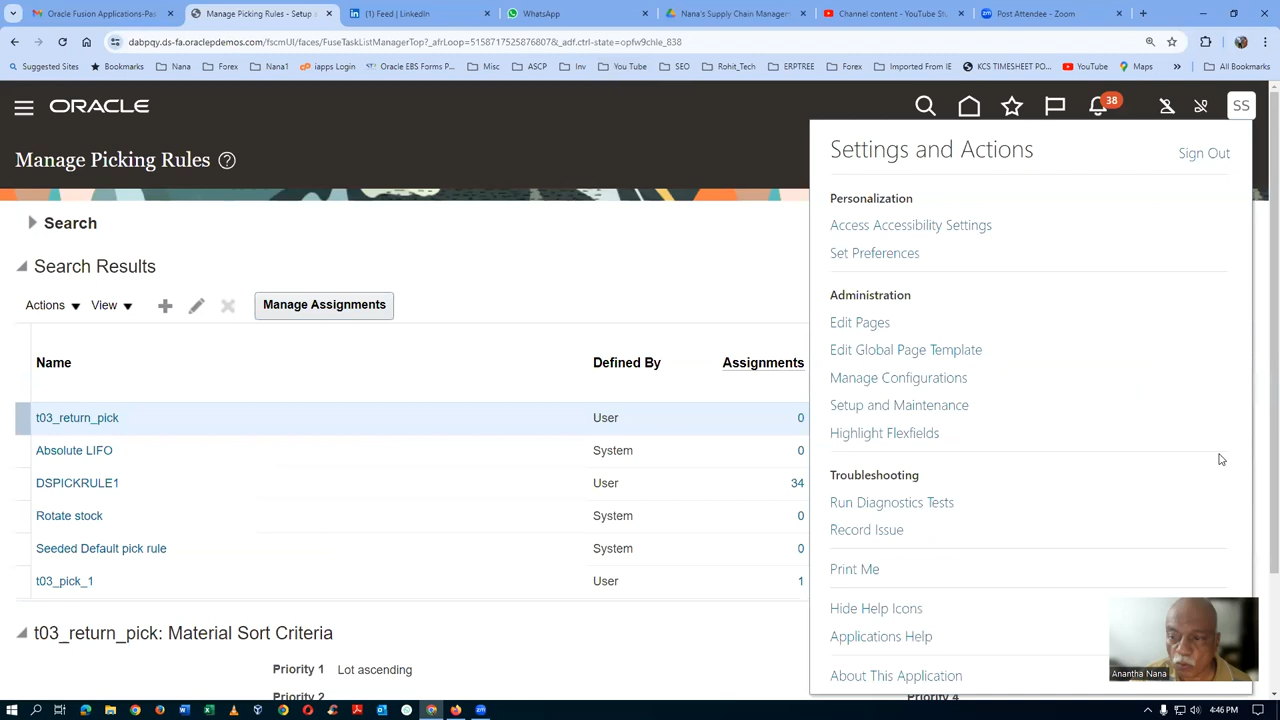 Oracle Fusion Applications-Pas
Manage Picking Rules - Setup a
(1) Feed | LinkedIn
WhatsApp
Nana's Supply Chain Managem
Channel content - YouTube Stu
Post Attendee - Zoom
dabpqy.ds-fa.oraclepdemos.com/fscmUI/faces/FuseTaskListManagerTop?_afrLoop=51587175258768078&_adf.ctrl-state=opfw9chle_838
Suggested Sites
Bookmarks
Nana
Forex
Nana1
iapps Login
Oracle EBS Forms P...
Misc
ASCP
Inv
You Tube
SEO
Rohit_Tech
ERPTREE
Forex
Imported From IE
KCS TIMESHEET PO...
YouTube
Maps
All Bookmarks
ORACLE
38
SS
Manage Picking Rules
Settings and Actions
Sign Out
Personalization
Access Accessibility Settings
Set Preferences
Administration
Edit Pages
Edit Global Page Template
Manage Configurations
Setup and Maintenance
Highlight Flexfields
Troubleshooting
Run Diagnostics Tests
Record Issue
Print Me
Hide Help Icons
Applications Help
About This Application
Search
Search Results
Actions View Manage Assignments
Name Defined By Assignments
t03_return_pick User 0
Absolute LIFO System 0
DSPICKRULE1 User 34
Rotate stock System 0
Seeded Default pick rule System 0
t03_pick_1 User 1
t03_return_pick: Material Sort Criteria
Priority 1 Lot ascending
Priority 2
Priority 4
Anantha Nana
4:46 PM